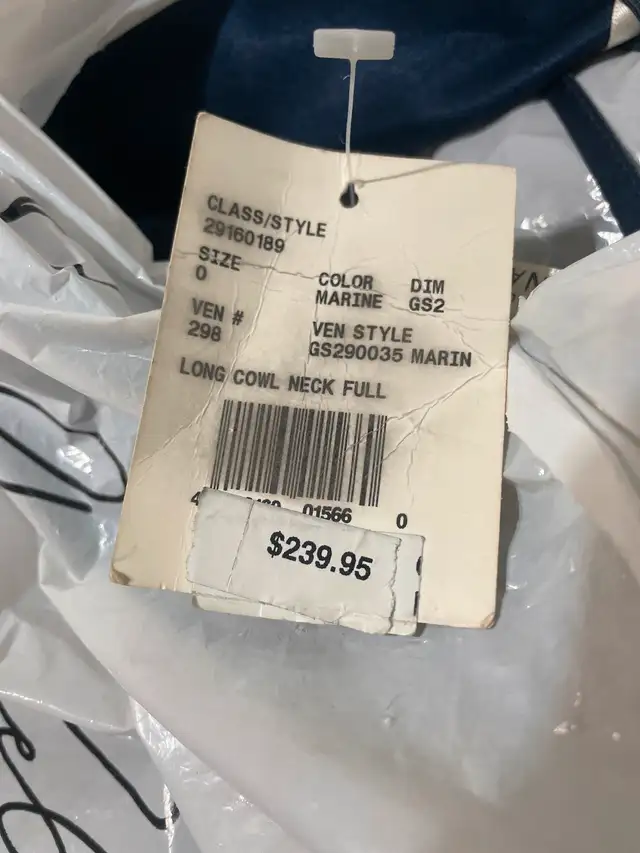 CLASS/STYLE
29160189
SIZE
0
COLOR DIM
MARINE GS2
VEN #
298
VEN STYLE
GS290035 MARIN
LONG COWL NECK FULL
4 01566 0
$239.95